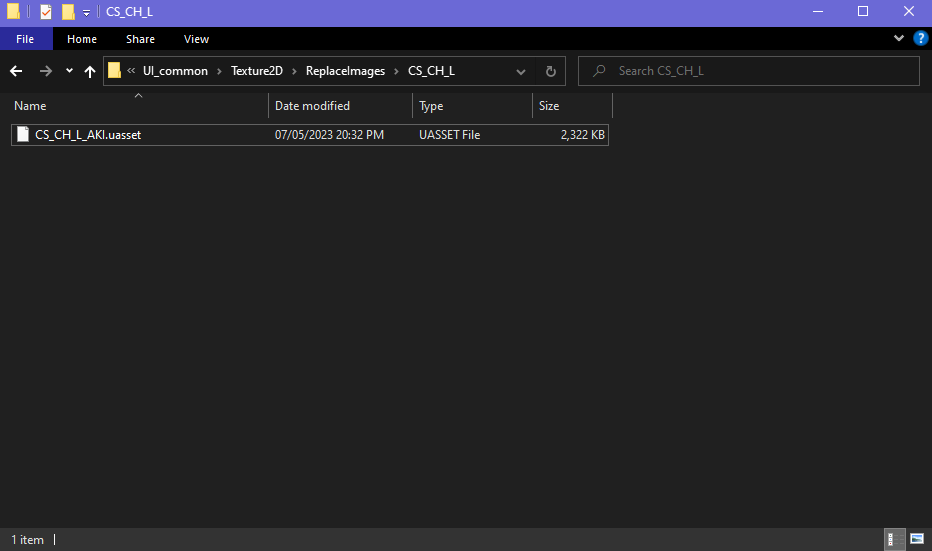 CS_CH_L
File Home Share View
UI_common Texture2D ReplaceImages CS_CH_L Search CS_CH_L
Name Date modified Type Size
CS_CH_L_AKI.uasset 07/05/2023 20:32 PM UASSET File 2,322 KB
1 item